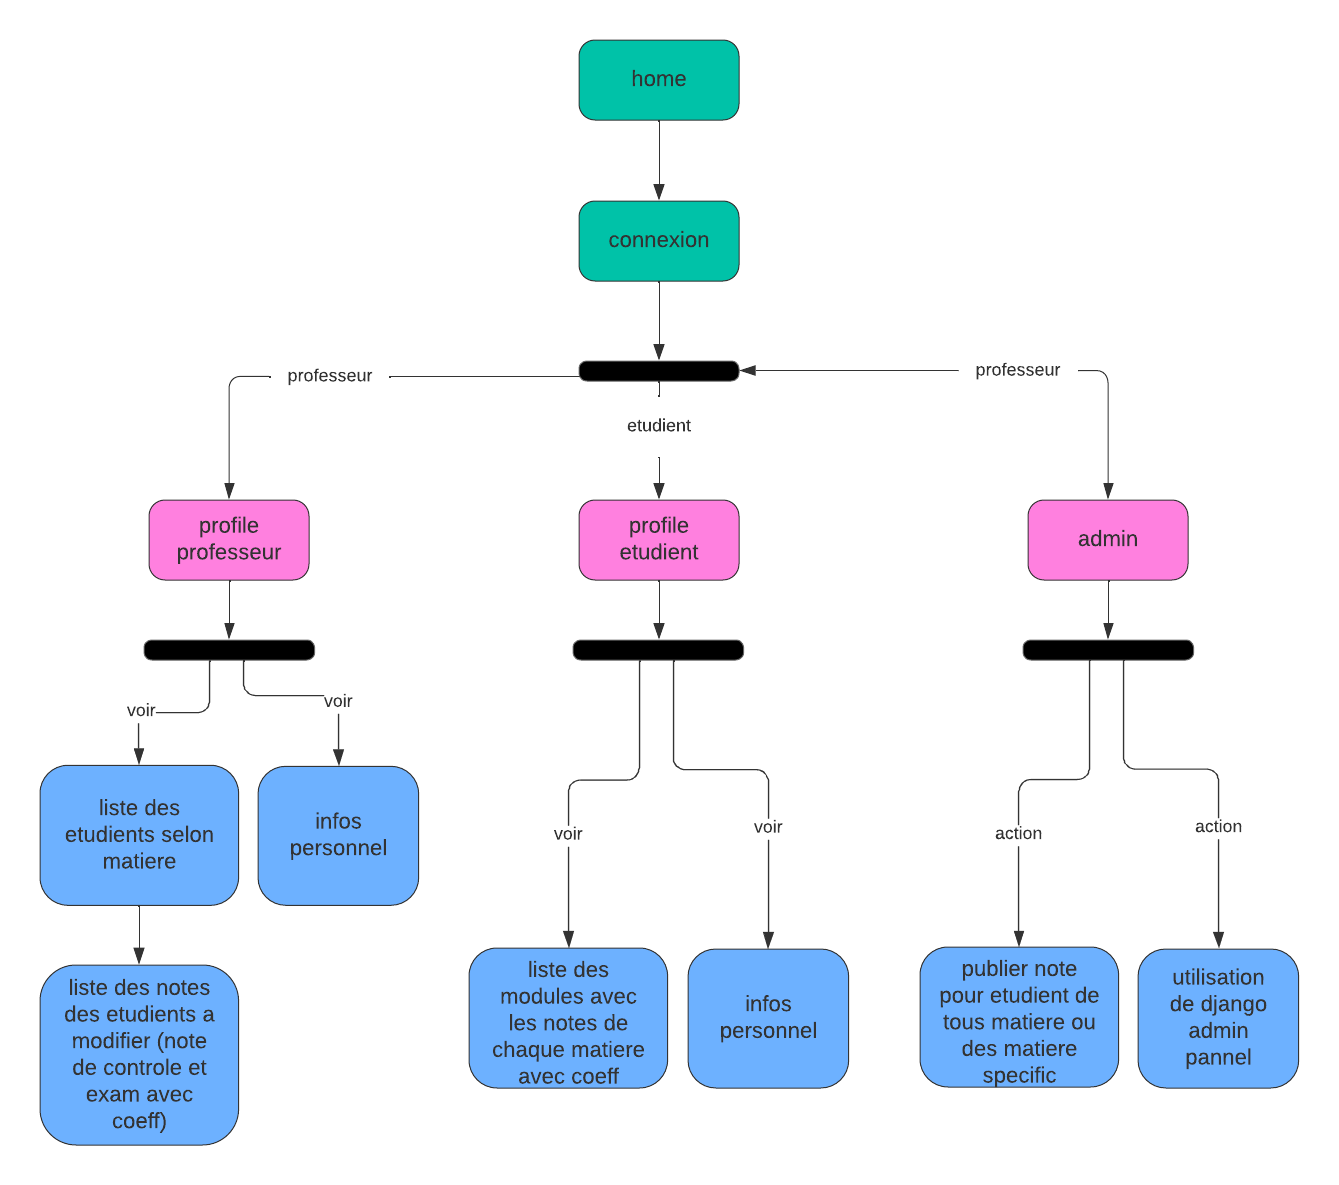 home
connexion
professeur
professeur
etudient
profile
professeur
profile
etudient
admin
voir
voir
liste des
etudients selon
matiere
infos
personnel
liste des notes
des etudients a
modifier (note
de controle et
exam avec
coeff)
voir
voir
liste des
modules avec
les notes de
chaque matiere
avec coeff
infos
personnel
action
action
publier note
pour etudient de
tous matiere ou
des matiere
specific
utilisation
de django
admin
pannel